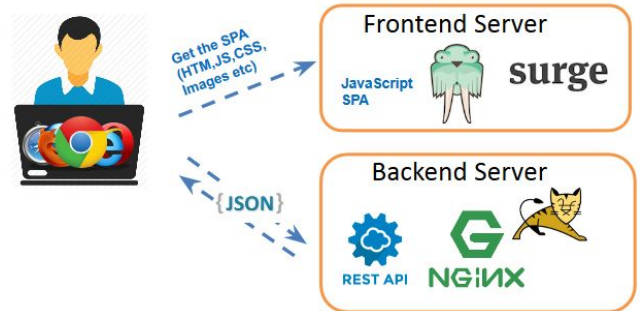 Frontend Server
Get the SPA
(HTM,JS,CSS,
Images etc)
JavaScript
SPA
surge
Backend Server
{JSON}
REST API
NGiNX